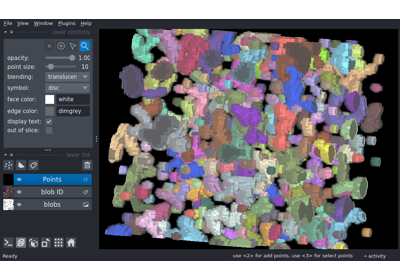 File View Window Plugins Help
layer controls
opacity: 1.00
point size: 10
blending: translucen
symbol: disc
face color: white
edge color: dimgrey
display text:
out of slice:
layer list
Points
blob ID
blobs
Ready
use <2> for add points, use <3> for select points
activity